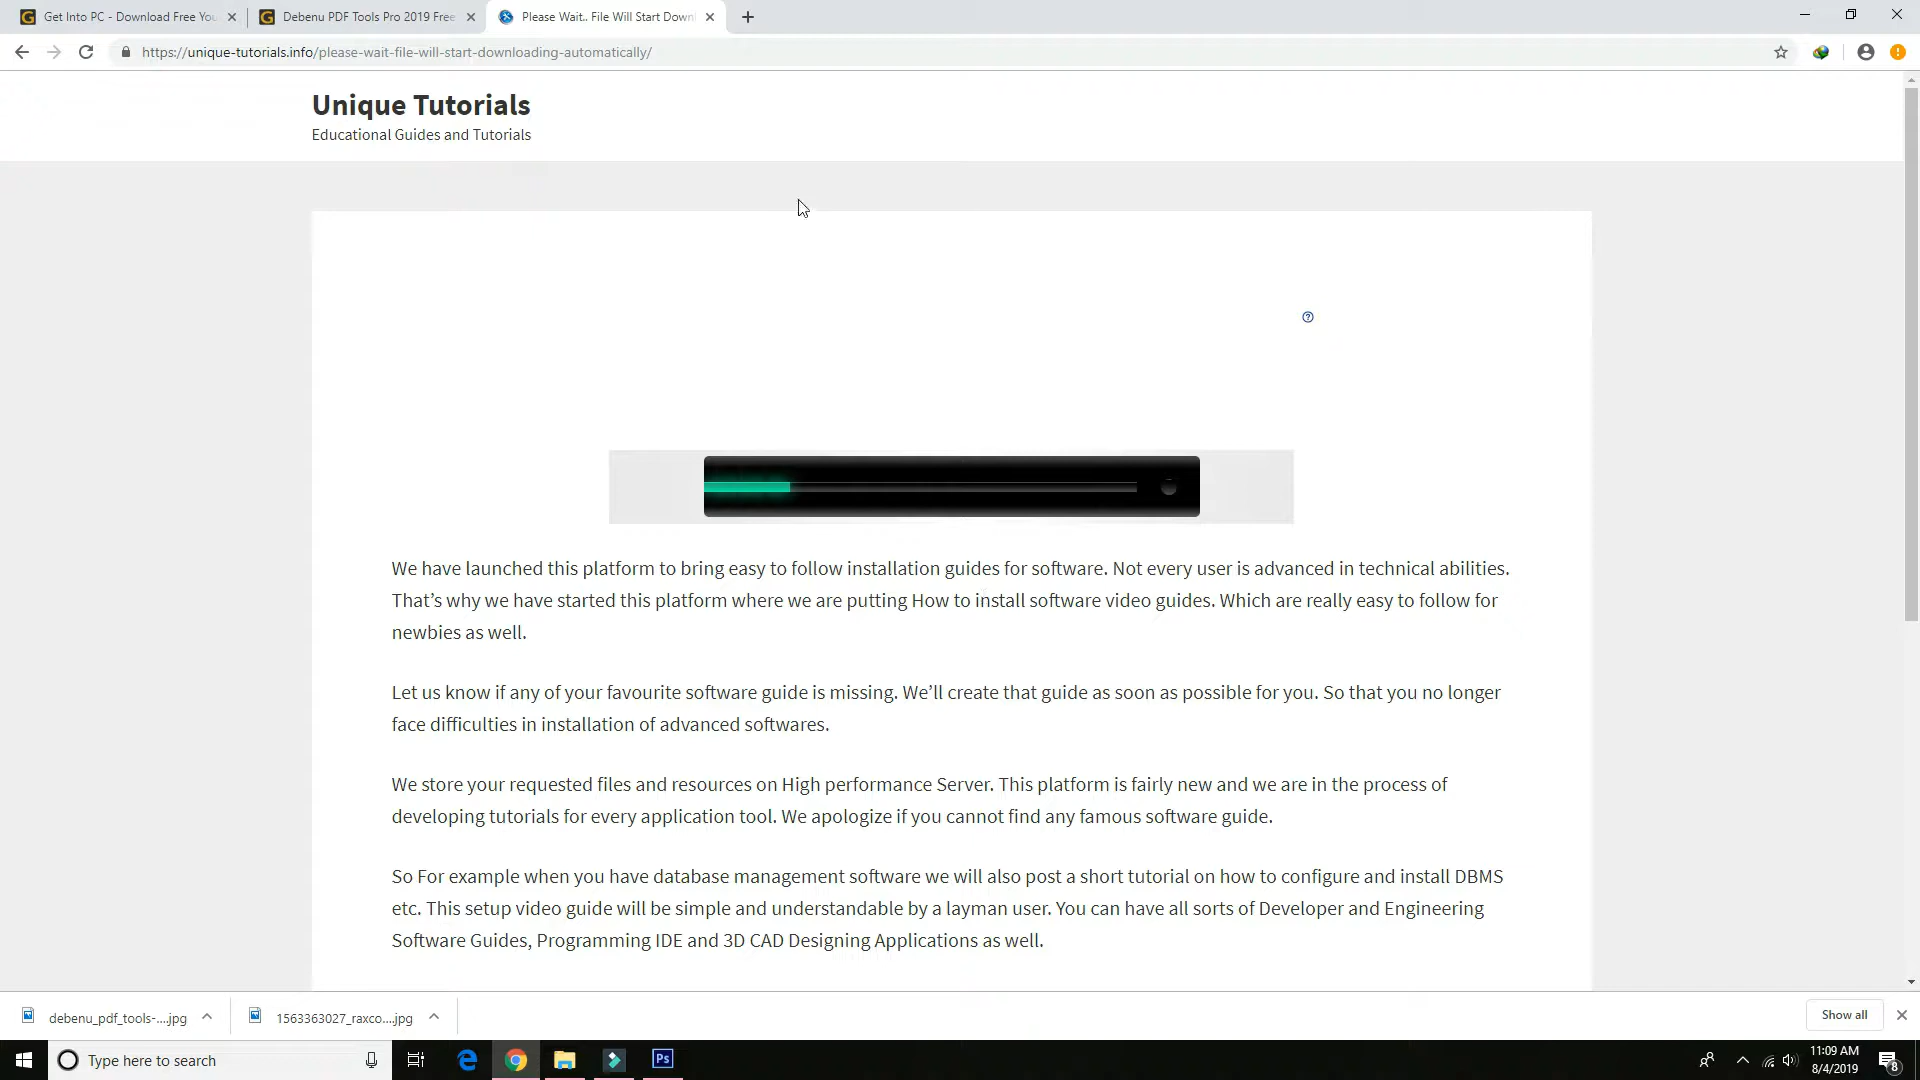 Get Into PC - Download Free You
Debenu PDF Tools Pro 2019 Free
Please Wait.. File Will Start Down
https://unique-tutorials.info/please-wait-file-will-start-downloading-automatically/
Unique Tutorials
Educational Guides and Tutorials
We have launched this platform to bring easy to follow installation guides for software. Not every user is advanced in technical abilities.
That’s why we have started this platform where we are putting How to install software video guides. Which are really easy to follow for
newbies as well.
Let us know if any of your favourite software guide is missing. We’ll create that guide as soon as possible for you. So that you no longer
face difficulties in installation of advanced softwares.
We store your requested files and resources on High performance Server. This platform is fairly new and we are in the process of
developing tutorials for every application tool. We apologize if you cannot find any famous software guide.
So For example when you have database management software we will also post a short tutorial on how to configure and install DBMS
etc. This setup video guide will be simple and understandable by a layman user. You can have all sorts of Developer and Engineering
Software Guides, Programming IDE and 3D CAD Designing Applications as well.
debenu_pdf_tools-....jpg
1563363027_raxco....jpg
Show all
Type here to search
Ps
11:09 AM
8/4/2019
8